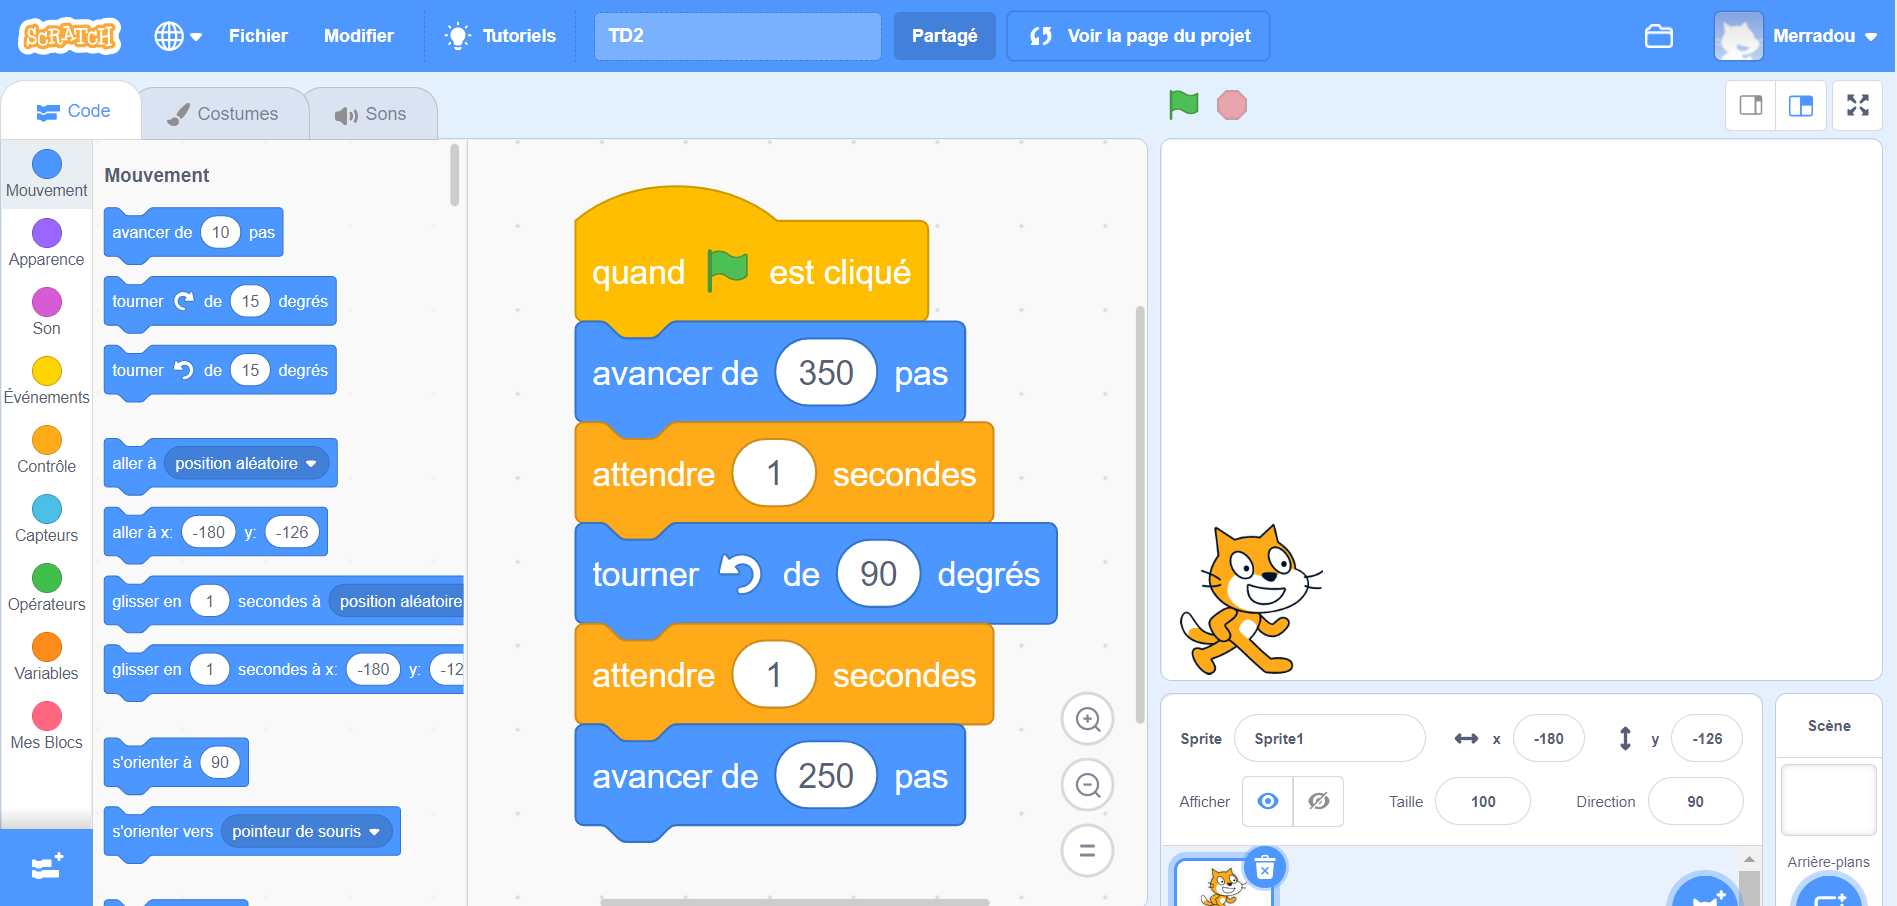 SCRATCH
Fichier
Modifier
Tutoriels
TD2
Partagé
Voir la page du projet
Merradou
Code
Costumes
Sons
Mouvement
Apparence
Son
Événements
Contrôle
Capteurs
Opérateurs
Variables
Mes Blocs
Mouvement
avancer de 10 pas
tourner de 15 degrés
tourner de 15 degrés
aller à position aléatoire
aller à x: -180 y: -126
glisser en 1 secondes à position aléatoire
glisser en 1 secondes à x: -180 y: -12
s'orienter à 90
s'orienter vers pointeur de souris
quand est cliqué
avancer de 350 pas
attendre 1 secondes
tourner de 90 degrés
attendre 1 secondes
avancer de 250 pas
Sprite Sprite1 x -180 y -126
Afficher Taille 100 Direction 90
Scène
Arrière-plans